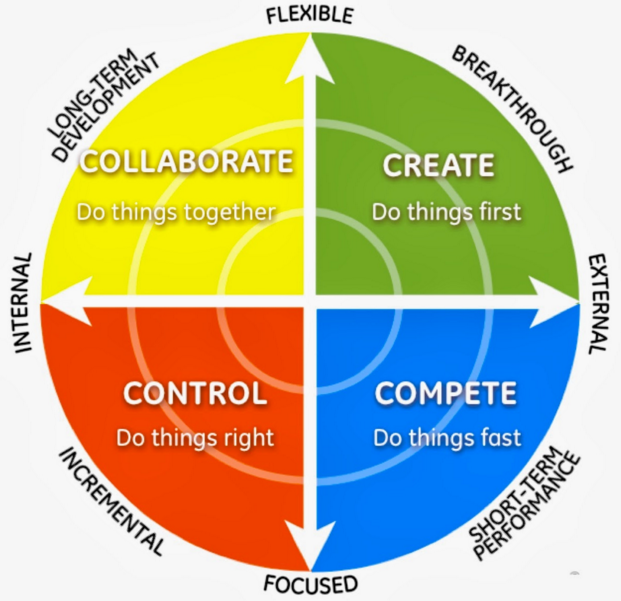 FLEXIBLE
LONG-TERM
DEVELOPMENT
BREAKTHROUGH
COLLABORATE
Do things together
CREATE
Do things first
INTERNAL
EXTERNAL
CONTROL
Do things right
COMPETE
Do things fast
INCREMENTAL
SHORT-TERM
PERFORMANCE
FOCUSED